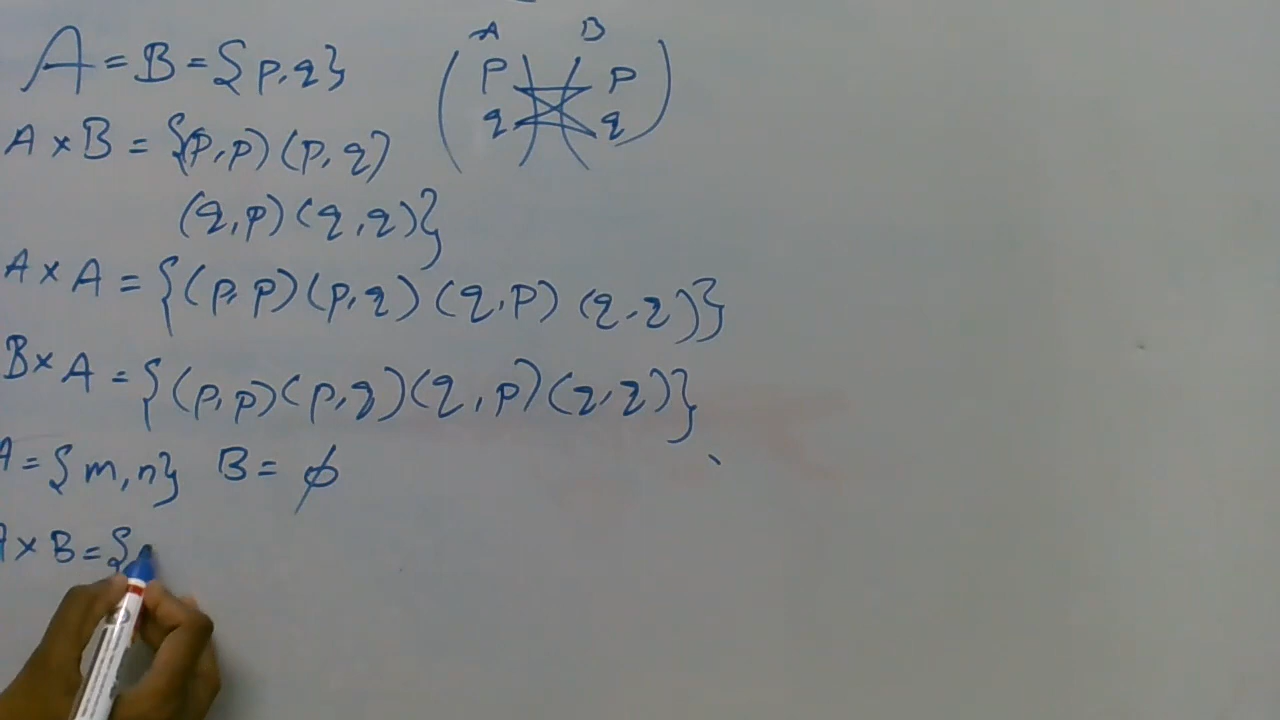 A = B = {p,q}
A B
p p
q q
A × B = {(p,p) (p,q)
(q,p) (q,q)}
A × A = {(p,p) (p,q) (q,p) (q,q)}
B × A = {(p,p) (p,q) (q,p) (q,q)}
A = {m,n} B = ϕ
A × B = {